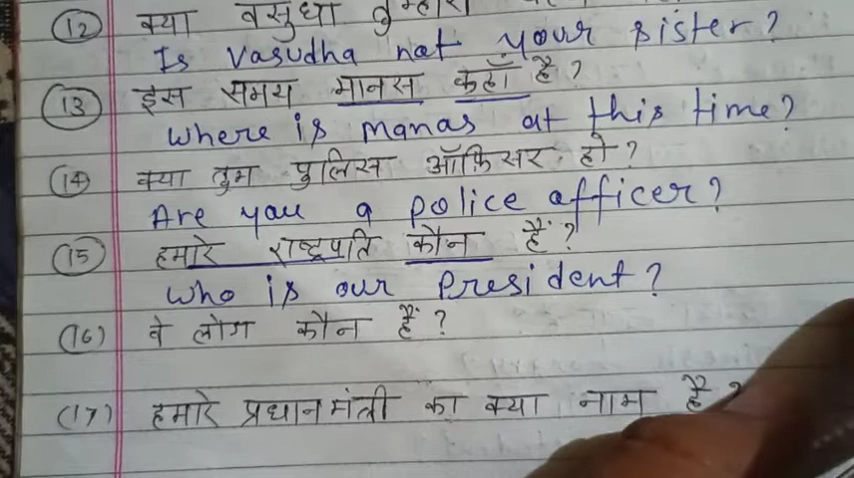 (12) क्या वसुधा तुम्हारी
Is Vasudha not your sister?
(13) इस समय मानस कहाँ है?
Where is manas at this time?
(14) क्या तुम पुलिस ऑफ़िसर हो?
Are you a police officer?
(15) हमारे राष्ट्रपति कौन हैं?
Who is our President?
(16) वे लोग कौन हैं?
(17) हमारे प्रधानमंत्री का क्या नाम है?